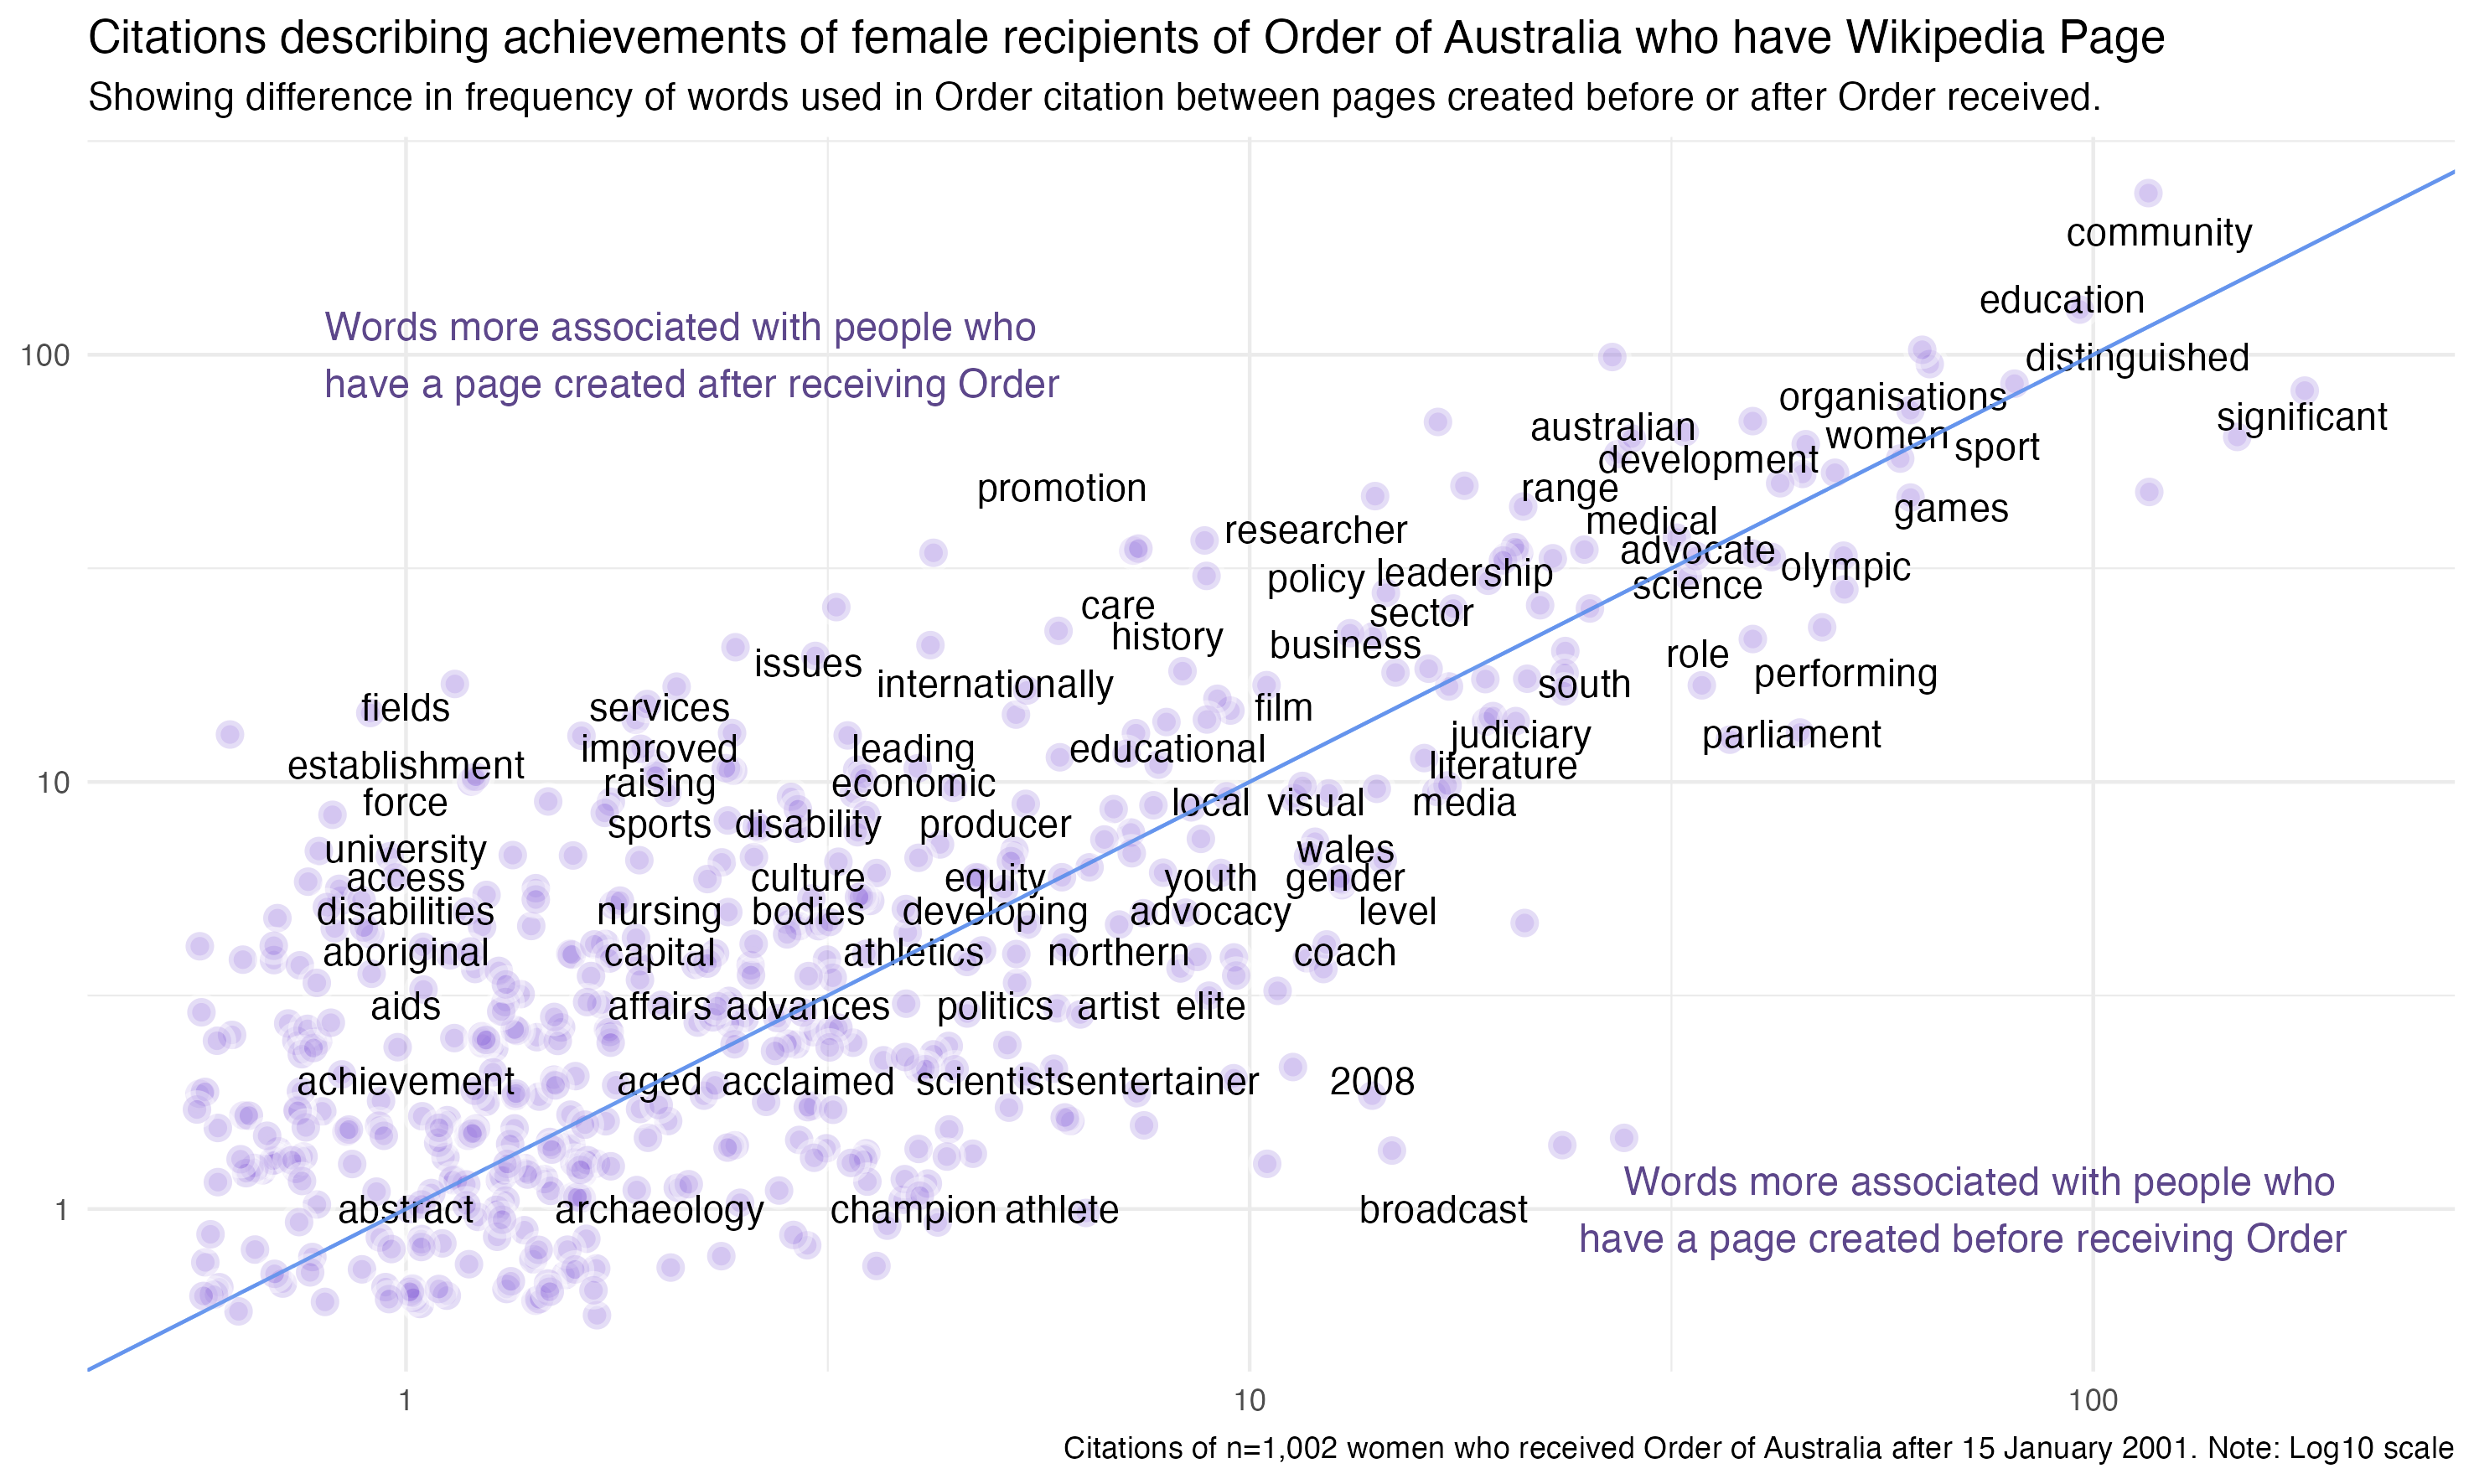 Citations describing achievements of female recipients of Order of Australia who have Wikipedia Page
Showing difference in frequency of words used in Order citation between pages created before or after Order received.
community
education
Words more associated with people who
have a page created after receiving Order
100
distinguished
organisations
significant
australian
women
sport
development
promotion
range
games
medical
researcher
advocate
olympic
policy
leadership
science
care
sector
history
business
role
issues
performing
internationally
south
fields
services
film
judiciary
parliament
improved
leading
educational
establishment
literature
10
raising
economic
force
local
visual
media
sports
disability
producer
university
wales
access
culture
equity
youth
gender
disabilities
nursing
bodies
developing
advocacy
level
aboriginal
capital
athletics
northern
coach
aids
affairs
advances
politics
artist
elite
achievement
aged
acclaimed
scientists
entertainer
2008
Words more associated with people who
have a page created before receiving Order
1
abstract
archaeology
champion
athlete
broadcast
1
10
100
Citations of n=1,002 women who received Order of Australia after 15 January 2001. Note: Log10 scale